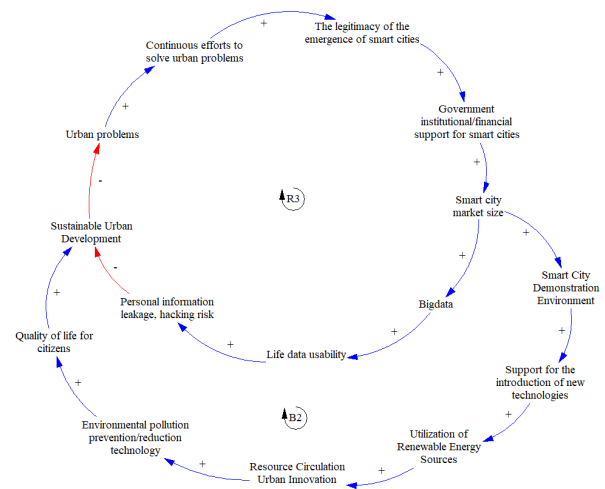 The legitimacy of the
emergence of smart cities
+
Continuous efforts to
solve urban problems
+
+
Government
institutional/financial
support for smart cities
Urban problems
+
-
R3
Smart city
market size
+
Sustainable Urban
Development
+
-
Smart City
Demonstration
Environment
Personal information
leakage, hacking risk
Bigdata
+
+
+
Quality of life for
citizens
+
Life data usability
Support for the
introduction of new
technologies
+
+
B2
Environmental pollution
prevention/reduction
technology
Utilization of
Renewable Energy
Sources
+
Resource Circulation
Urban Innovation
+